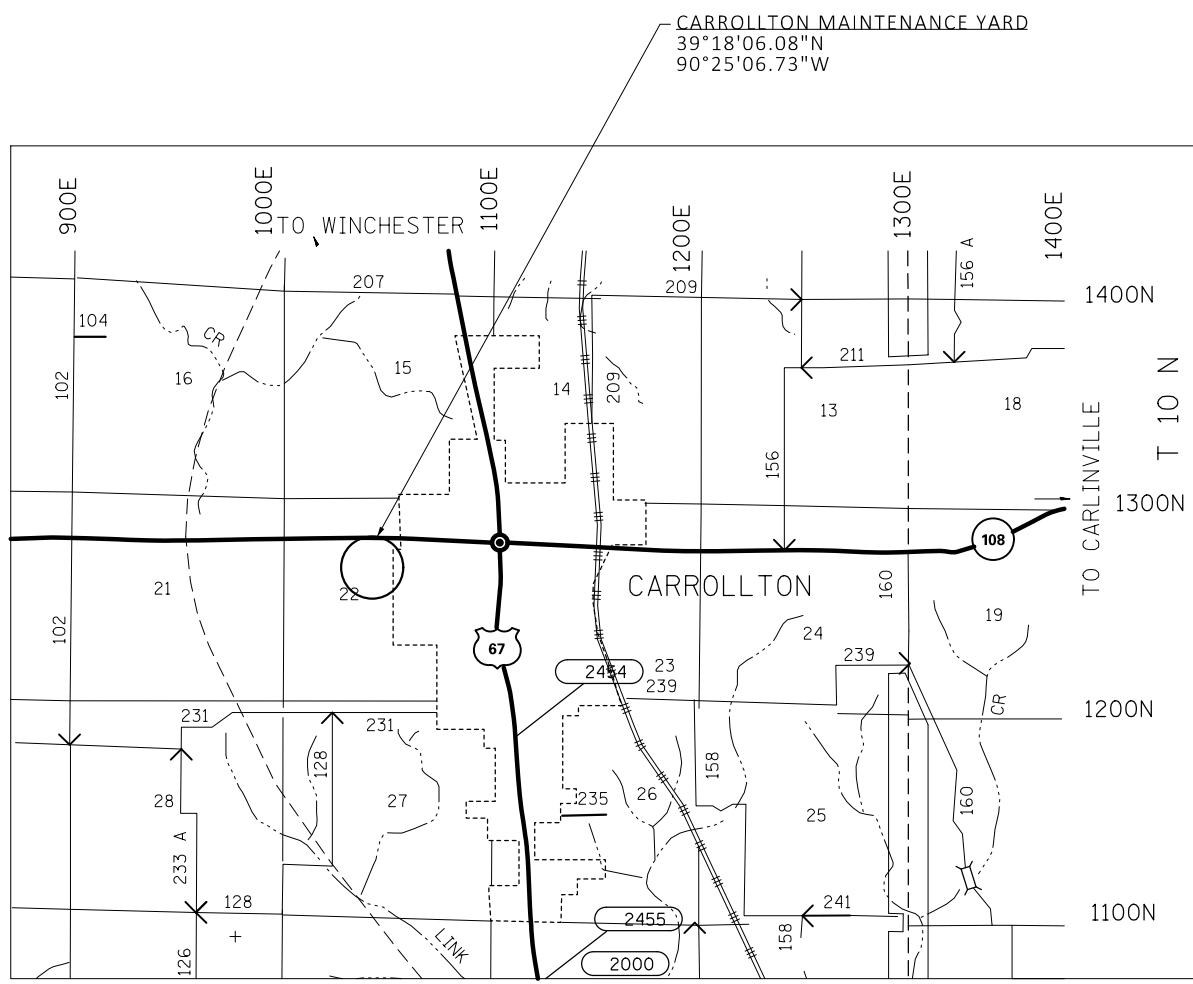 CARROLLTON MAINTENANCE YARD
39°18'06.08"N
90°25'06.73"W
900E
1000E
1100E
1200E
1300E
1400E
TO WINCHESTER
156 A
207
209
1400N
104
CR
16
15
14
209
211
13
18
102
156
T 10 N
TO CARLINVILLE
1300N
108
21
22
CARROLLTON
160
19
102
67
24
2454
23
239
239
231
231
CR
1200N
128
158
28
27
235
26
25
160
233 A
128
241
1100N
2455
158
126
LINK
2000